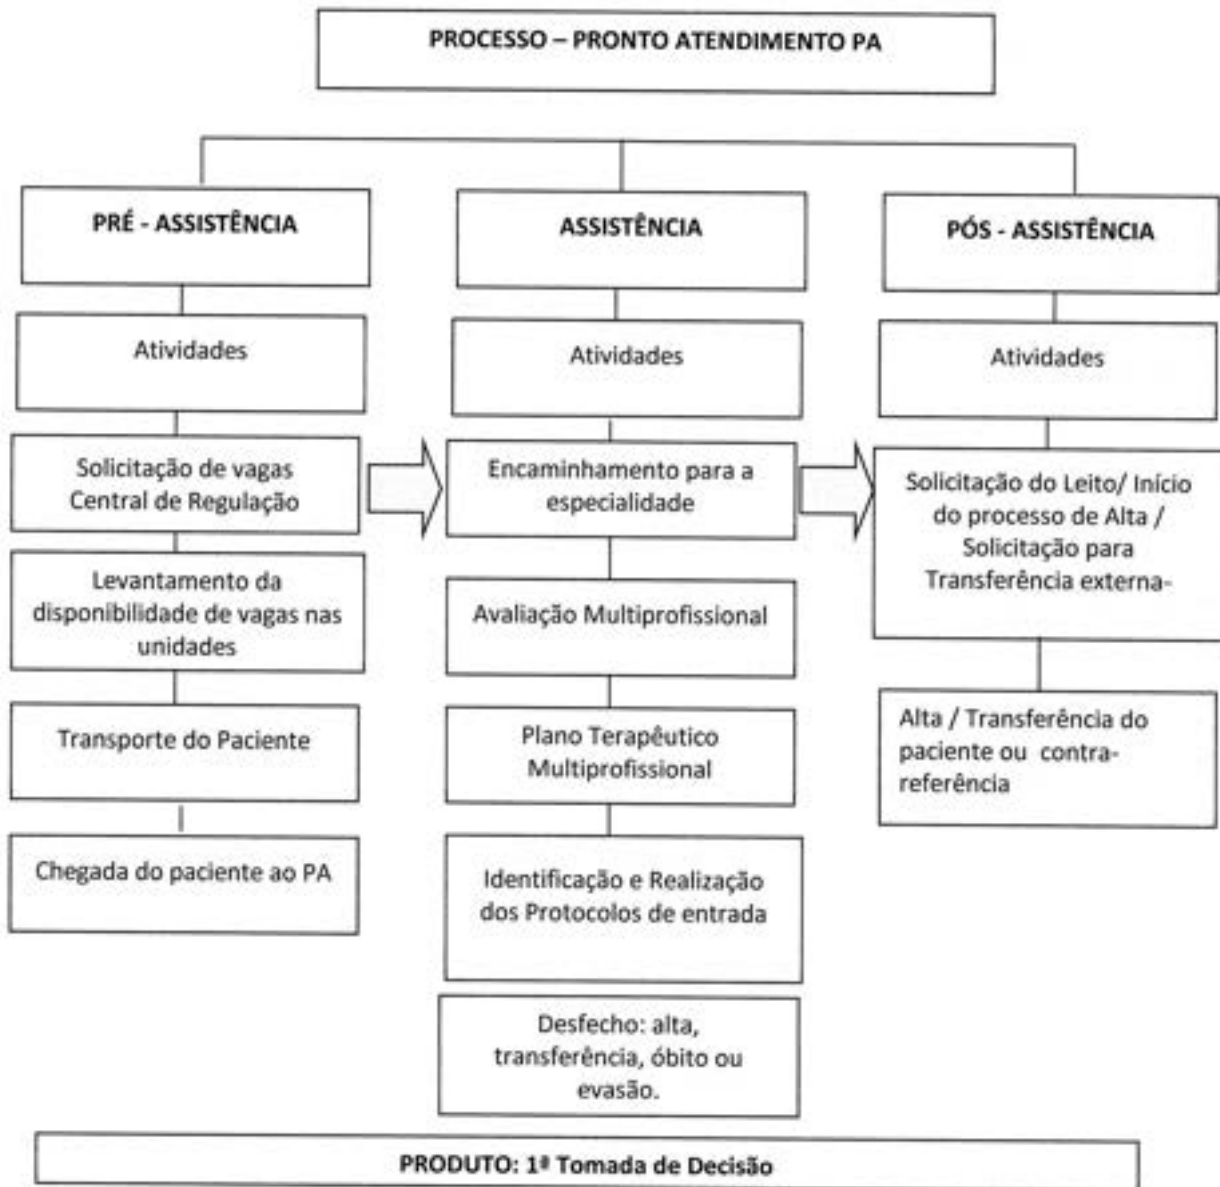 PROCESSO – PRONTO ATENDIMENTO PA
PRÉ - ASSISTÊNCIA
Atividades
Solicitação de vagas
Central de Regulação
Levantamento da
disponibilidade de vagas nas
unidades
Transporte do Paciente
Chegada do paciente ao PA
ASSISTÊNCIA
Atividades
Encaminhamento para a
especialidade
Avaliação Multiprofissional
Plano Terapêutico
Multiprofissional
Identificação e Realização
dos Protocolos de entrada
Desfecho: alta,
transferência, óbito ou
evasão.
PÓS - ASSISTÊNCIA
Atividades
Solicitação do Leito/ Início
do processo de Alta /
Solicitação para
Transferência externa-
Alta / Transferência do
paciente ou contra-
referência
PRODUTO: 1ª Tomada de Decisão